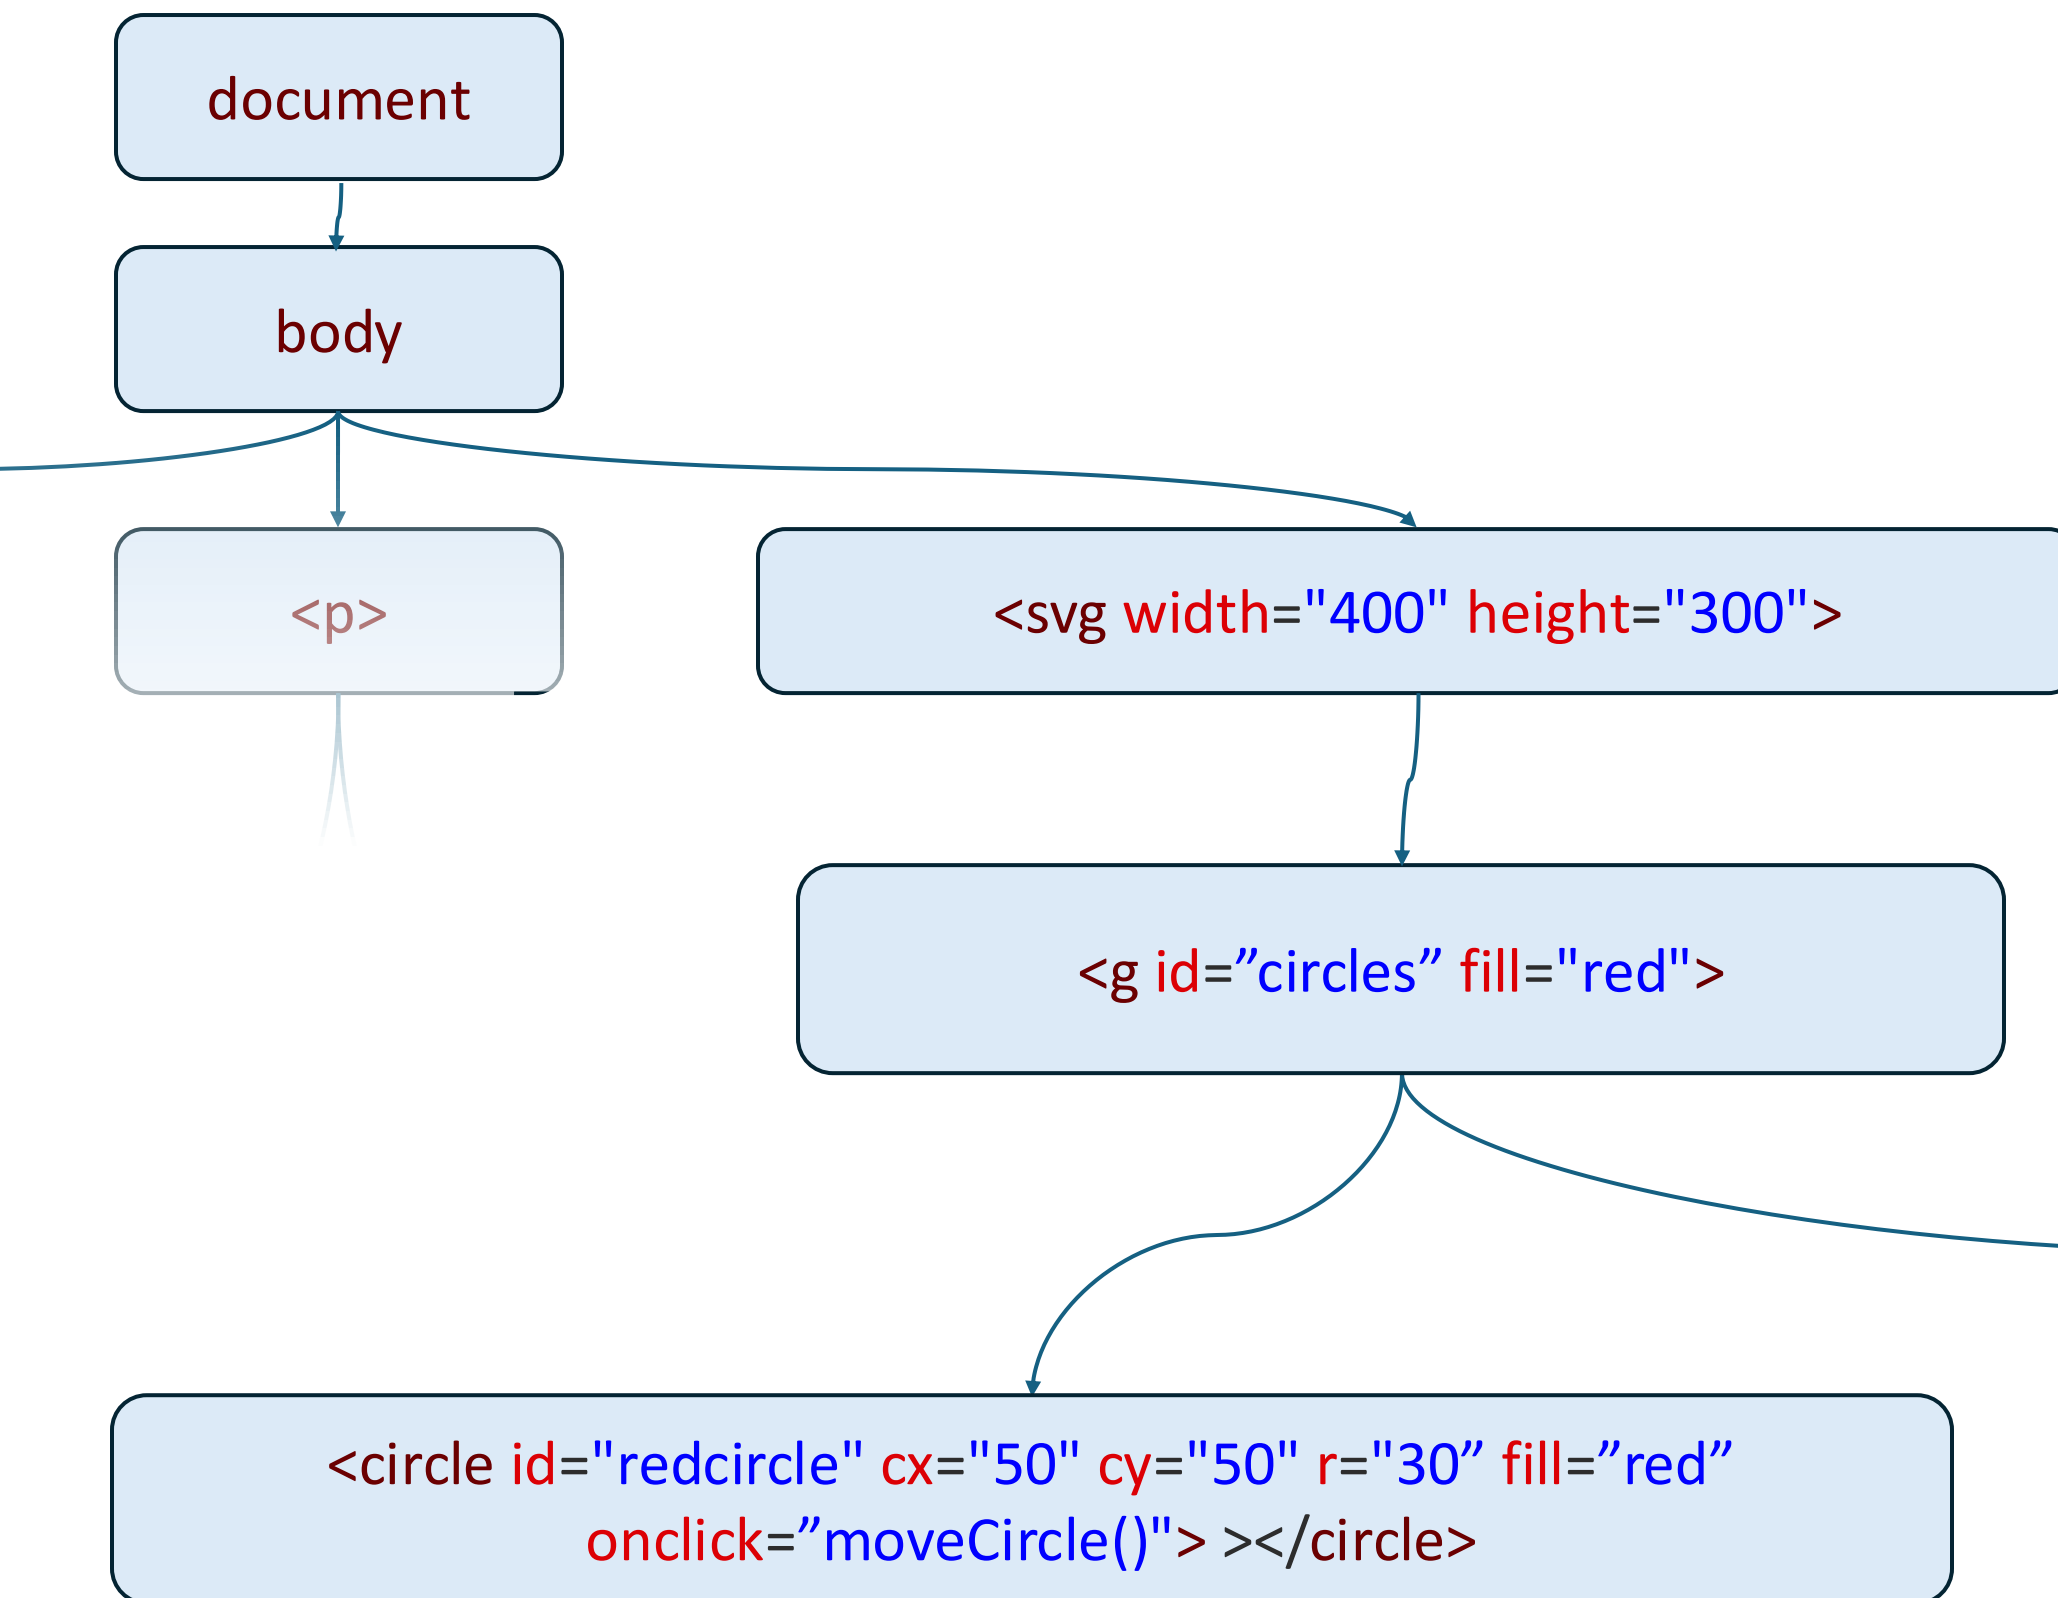 document
body
<p>
<svg width="400" height="300">
<g id=”circles” fill="red">
<circle id="redcircle" cx="50" cy="50" r="30” fill=”red”
onclick=”moveCircle()"> ></circle>